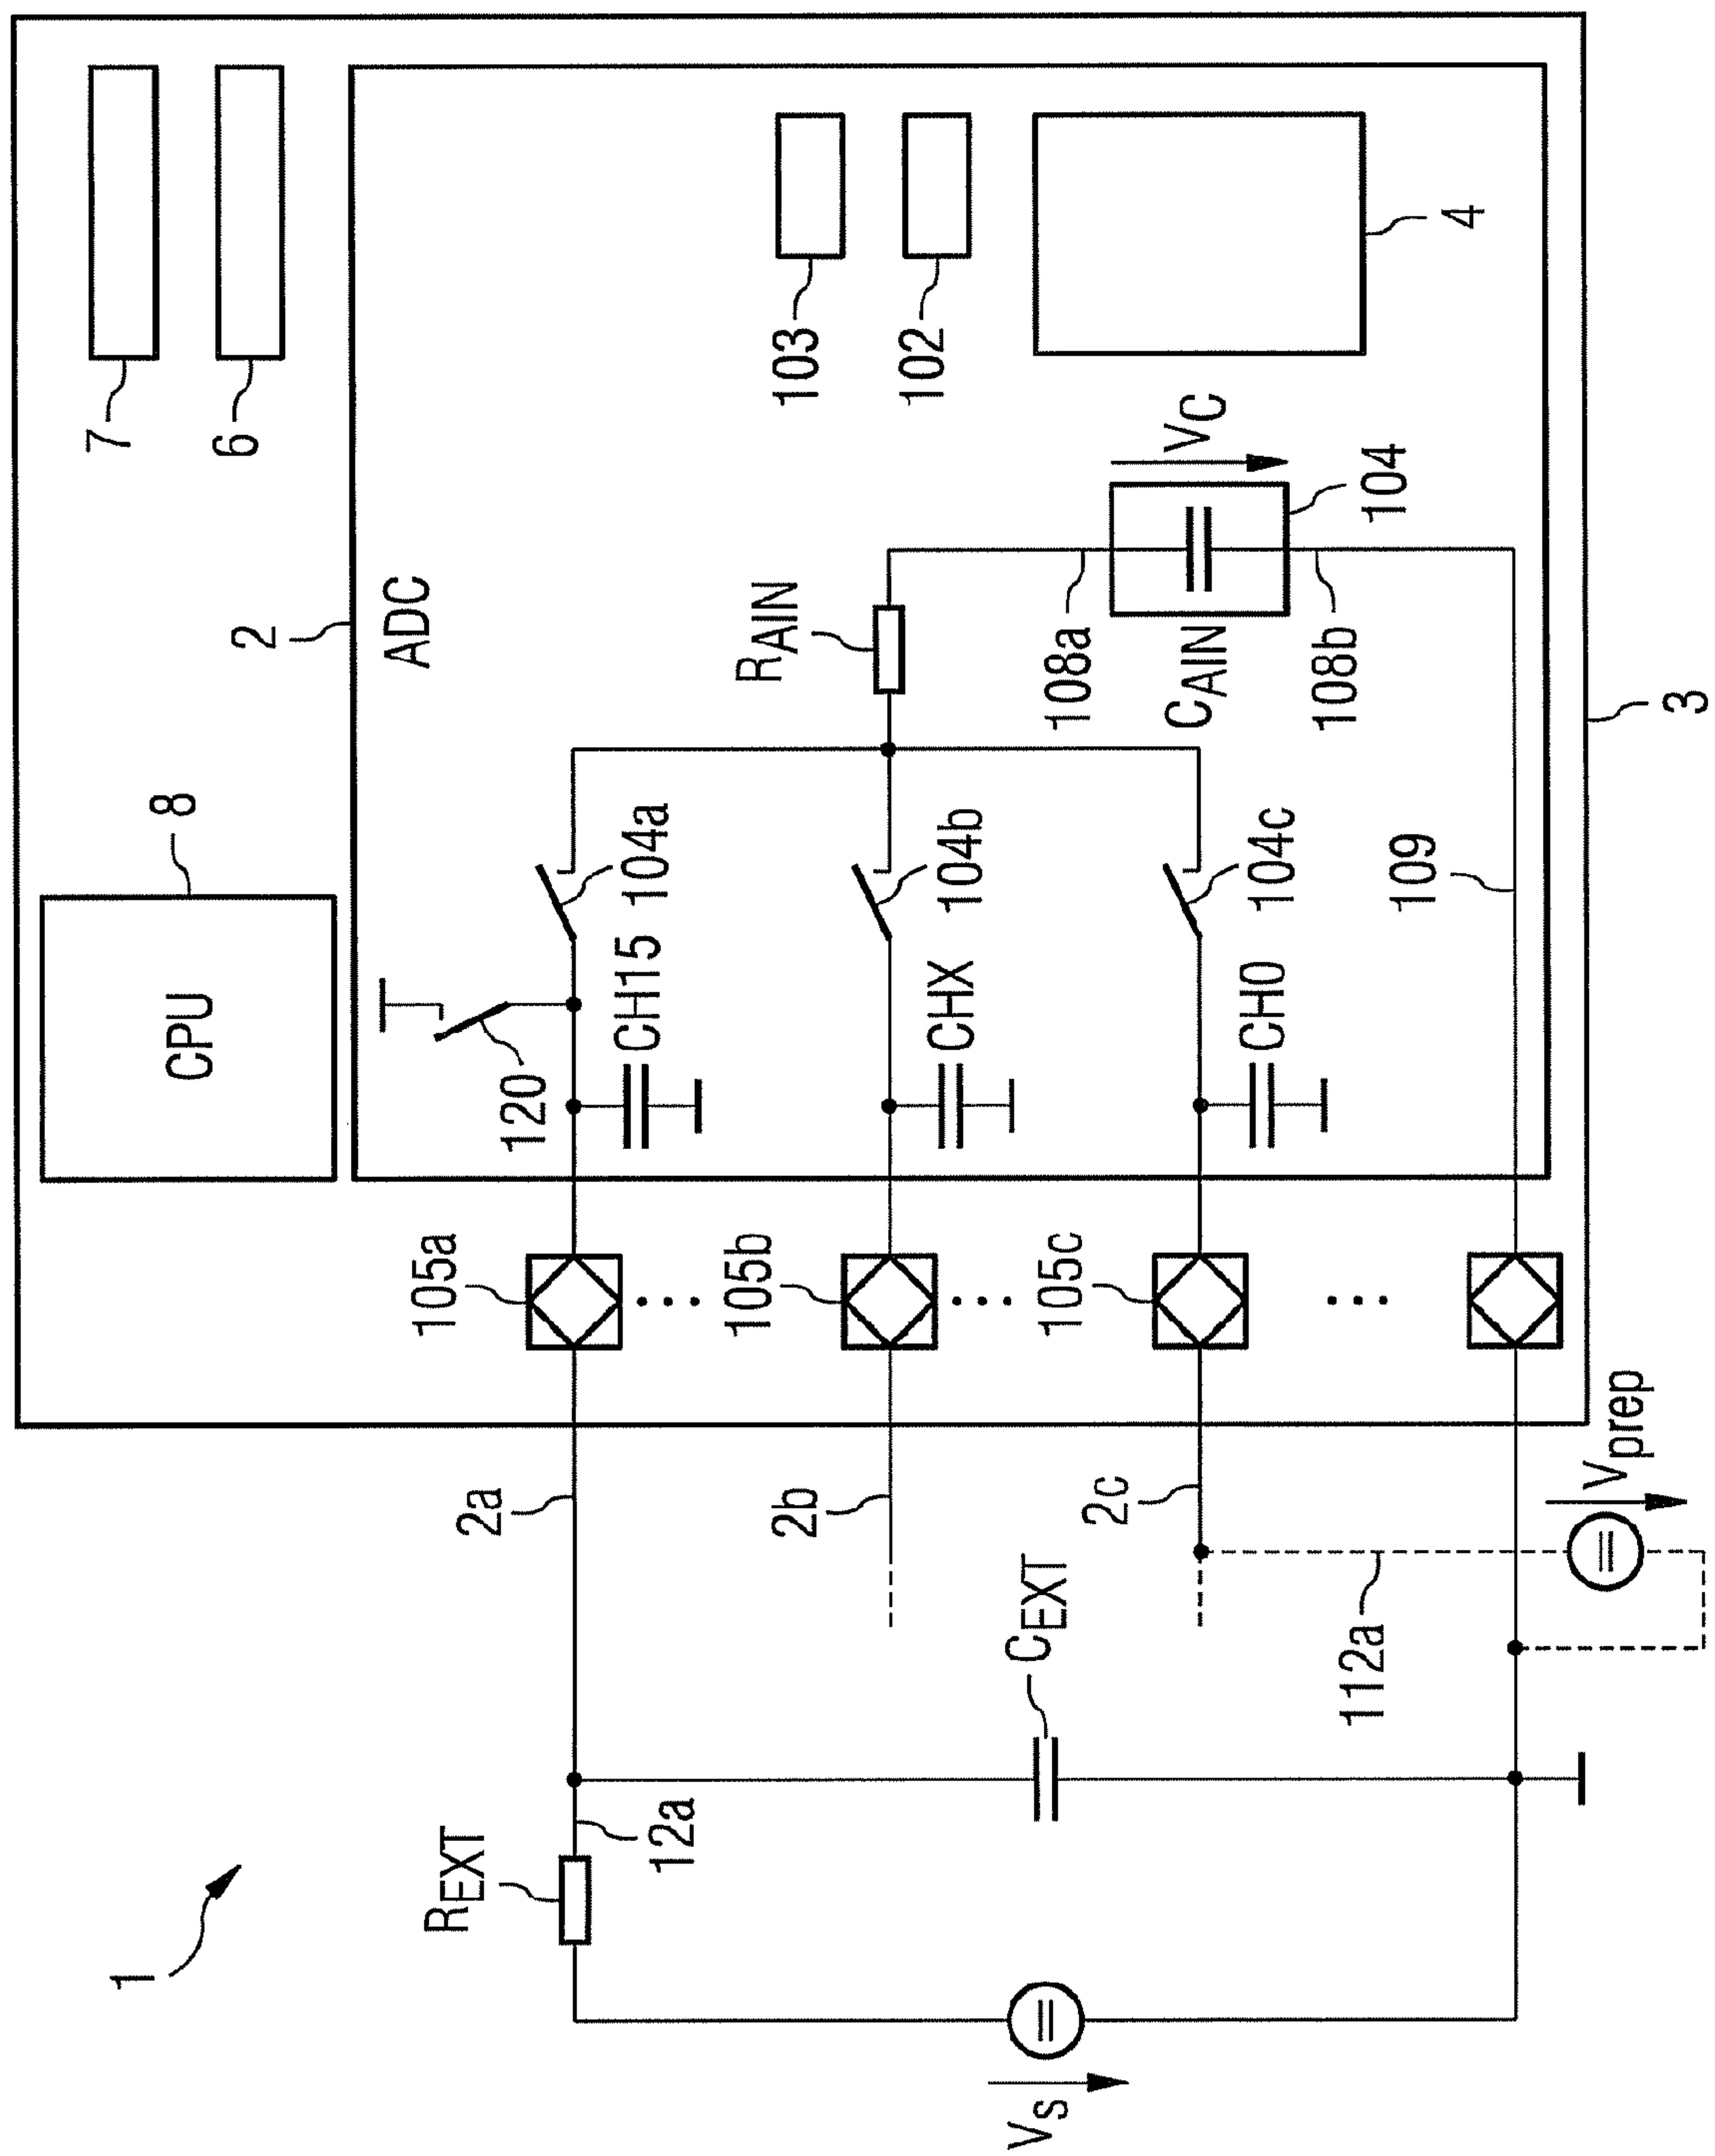 1
VS
REXT
12a
CEXT
112a
Vprep
2a
2b
2c
105a
105b
105c
CPU
8
120
CH15
CHX
CH0
104a
104b
104c
109
2
ADC
RAIN
108a
CAIN
108b
3
VC
104
7
6
103
102
4